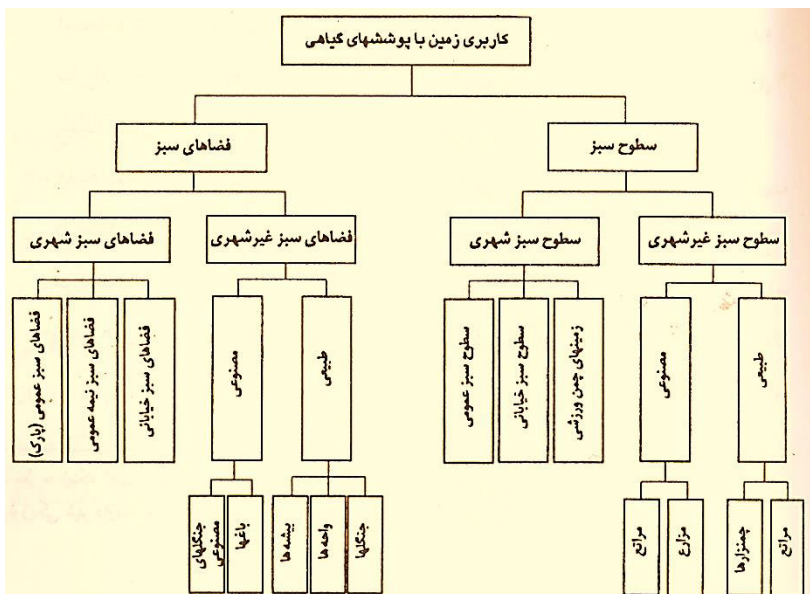 کاربری زمین با پوششهای گیاهی
سطوح سبز
فضاهای سبز
سطوح سبز غیرشهری
سطوح سبز شهری
فضاهای سبز غیرشهری
فضاهای سبز شهری
طبیعی
مصنوعی
زمینهای چمن ورزشی
سطوح سبز خیابانی
سطوح سبز عمومی
طبیعی
مصنوعی
فضاهای سبز خیابانی
فضاهای سبز نیمه عمومی
فضاهای سبز عمومی (پارک)
مراتع
چمنزارها
مزارع
مراتع
جنگلها
واحه‌ها
بیشه‌ها
باغها
جنگلهای
مصنوعی